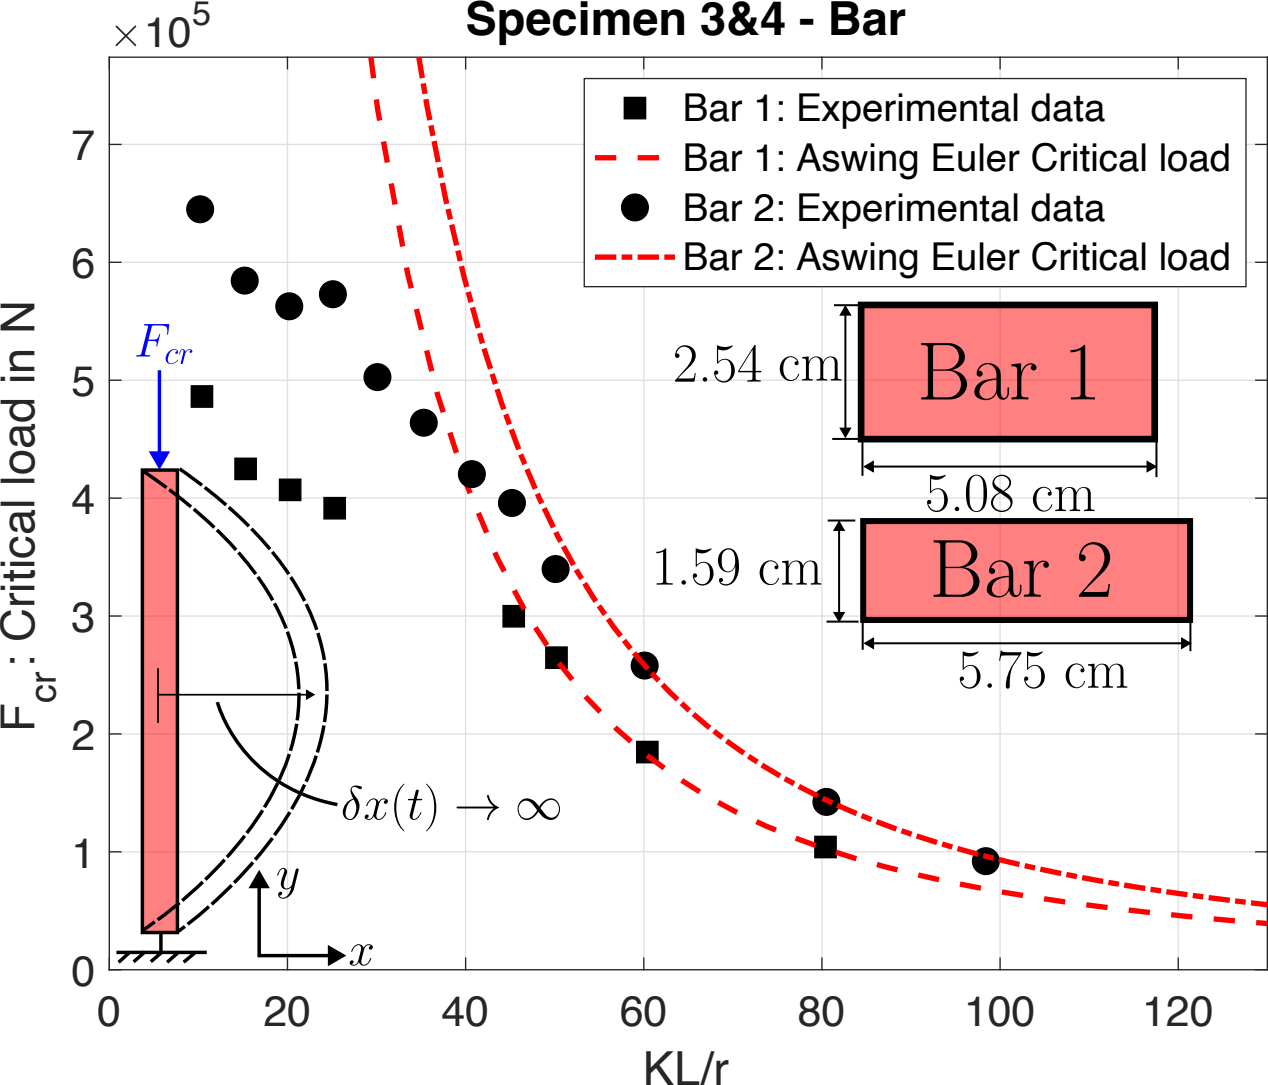 Specimen 3&4 - Bar
×10⁵
Bar 1: Experimental data
Bar 1: Aswing Euler Critical load
Bar 2: Experimental data
Bar 2: Aswing Euler Critical load
7
6
5
4
3
2
1
0
F_cr : Critical load in N
F_cr
2.54 cm
Bar 1
5.08 cm
1.59 cm
Bar 2
5.75 cm
δx(t) → ∞
y
x
0 20 40 60 80 100 120
KL/r